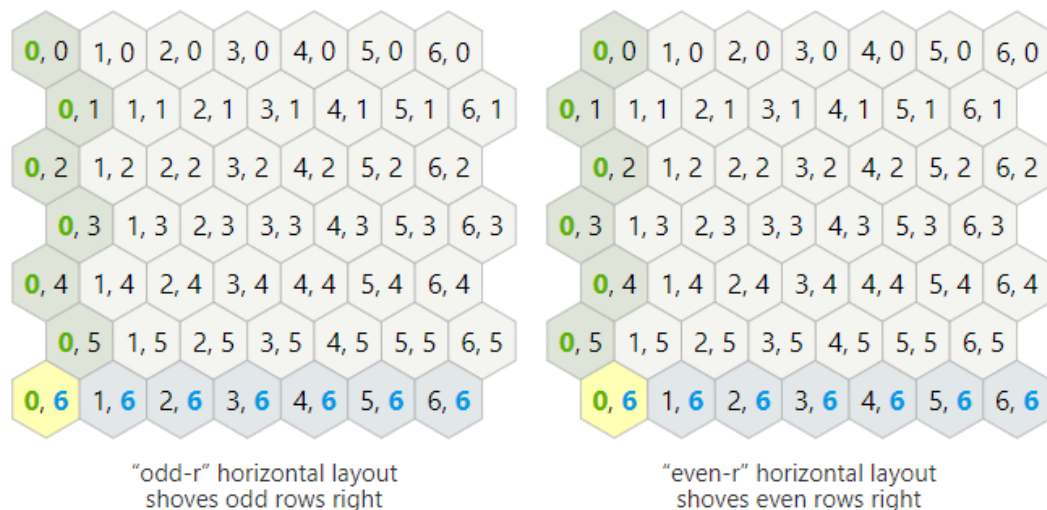 0, 0 1, 0 2, 0 3, 0 4, 0 5, 0 6, 0
0, 1 1, 1 2, 1 3, 1 4, 1 5, 1 6, 1
0, 2 1, 2 2, 2 3, 2 4, 2 5, 2 6, 2
0, 3 1, 3 2, 3 3, 3 4, 3 5, 3 6, 3
0, 4 1, 4 2, 4 3, 4 4, 4 5, 4 6, 4
0, 5 1, 5 2, 5 3, 5 4, 5 5, 5 6, 5
0, 6 1, 6 2, 6 3, 6 4, 6 5, 6 6, 6
“odd-r” horizontal layout
shoves odd rows right
0, 0 1, 0 2, 0 3, 0 4, 0 5, 0 6, 0
0, 1 1, 1 2, 1 3, 1 4, 1 5, 1 6, 1
0, 2 1, 2 2, 2 3, 2 4, 2 5, 2 6, 2
0, 3 1, 3 2, 3 3, 3 4, 3 5, 3 6, 3
0, 4 1, 4 2, 4 3, 4 4, 4 5, 4 6, 4
0, 5 1, 5 2, 5 3, 5 4, 5 5, 5 6, 5
0, 6 1, 6 2, 6 3, 6 4, 6 5, 6 6, 6
“even-r” horizontal layout
shoves even rows right